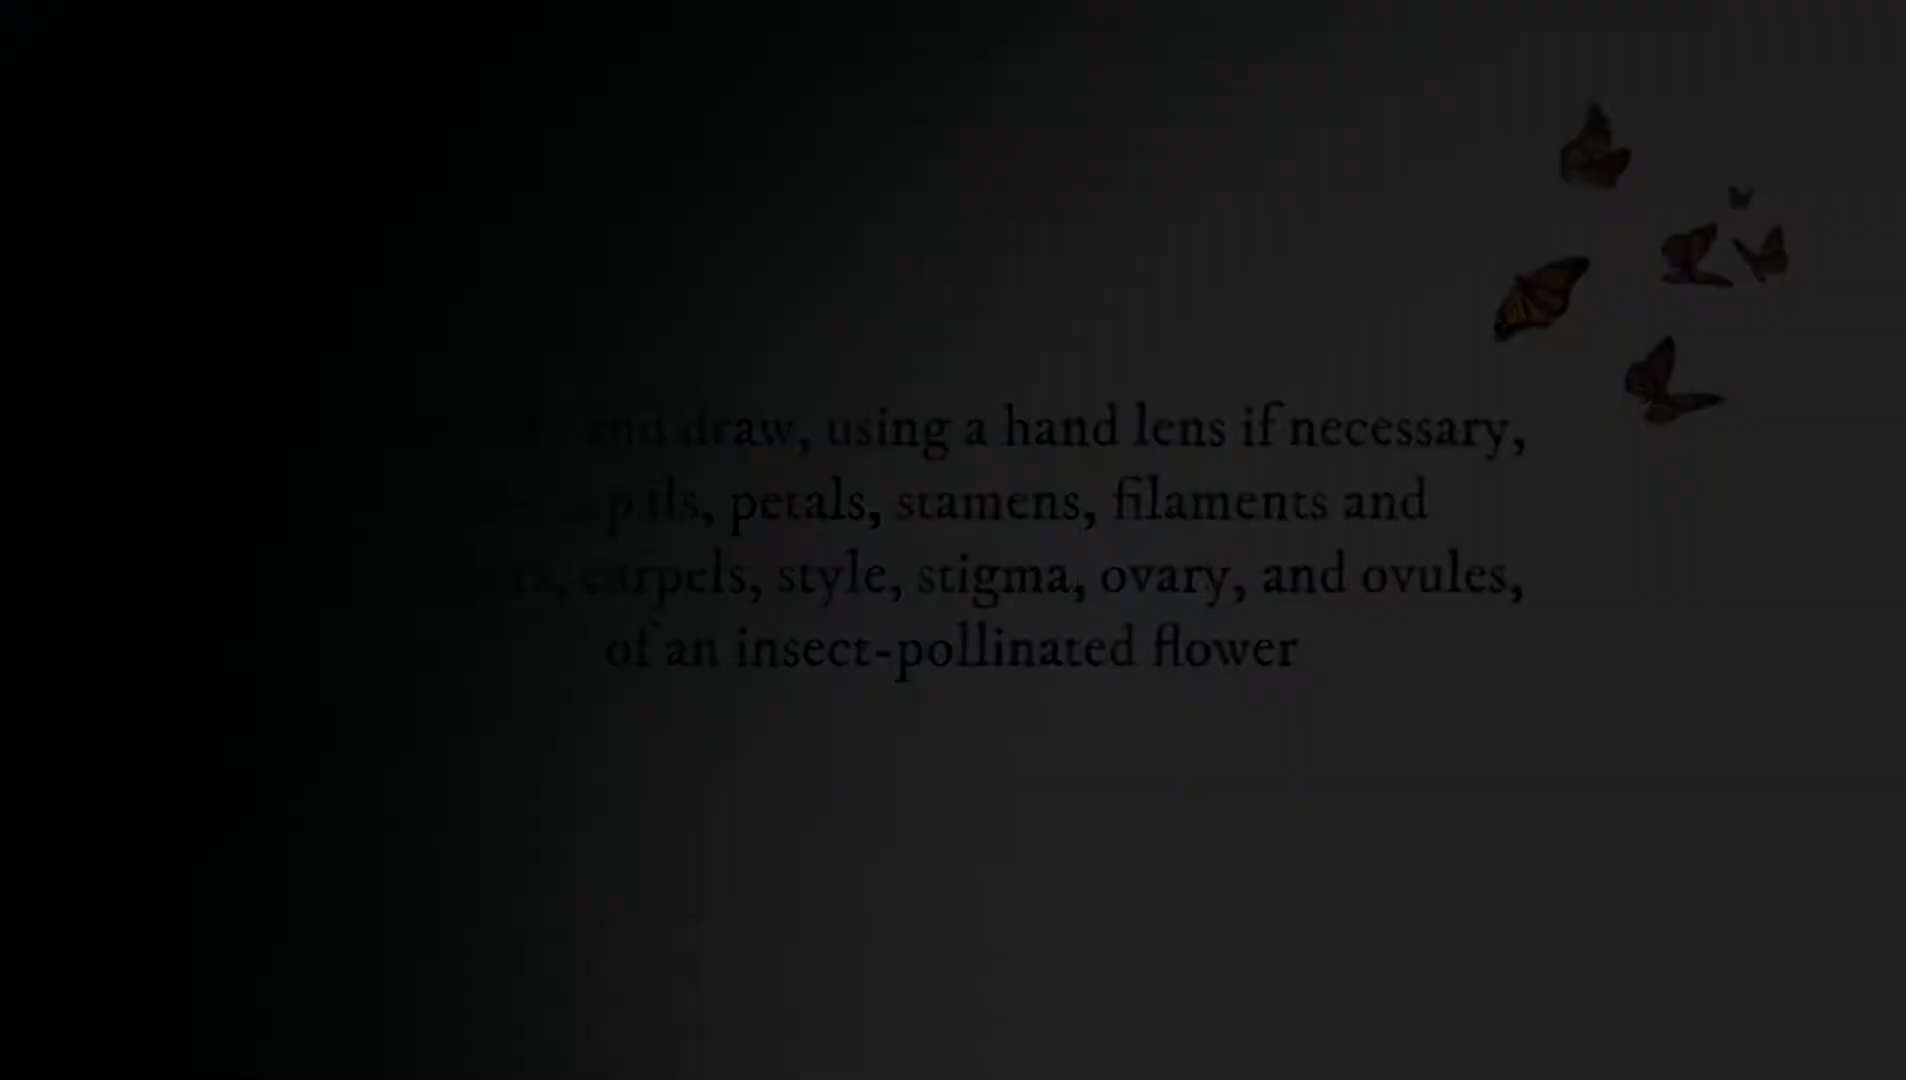 and draw, using a hand lens if necessary,
petals, stamens, filaments and
carpels, style, stigma, ovary, and ovules,
of an insect-pollinated flower